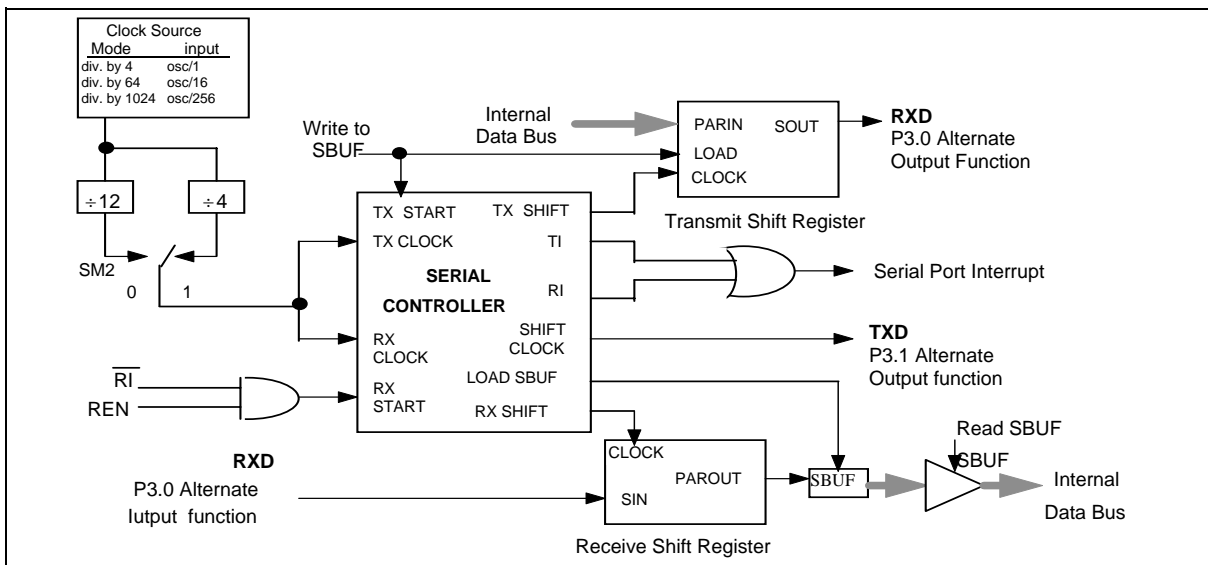 Clock Source
Mode input
div. by 4 osc/1
div. by 64 osc/16
div. by 1024 osc/256
÷12
÷4
SM2
0 1
Write to
SBUF
Internal
Data Bus
PARIN SOUT
LOAD
CLOCK
Transmit Shift Register
RXD
P3.0 Alternate
Output Function
TX START TX SHIFT
TX CLOCK TI
SERIAL
CONTROLLER
RI
RX
CLOCK
SHIFT
CLOCK
LOAD SBUF
RX
START
RX SHIFT
Serial Port Interrupt
TXD
P3.1 Alternate
Output function
RI
REN
RXD
P3.0 Alternate
Iutput function
CLOCK
PAROUT
SIN
Receive Shift Register
SBUF
Read SBUF
SBUF
Internal
Data Bus